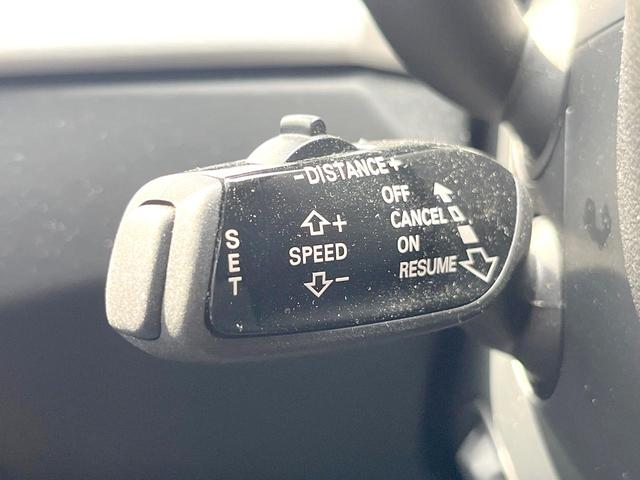 -DISTANCE+
OFF
CANCEL
ON
RESUME
+
SPEED
-
SET